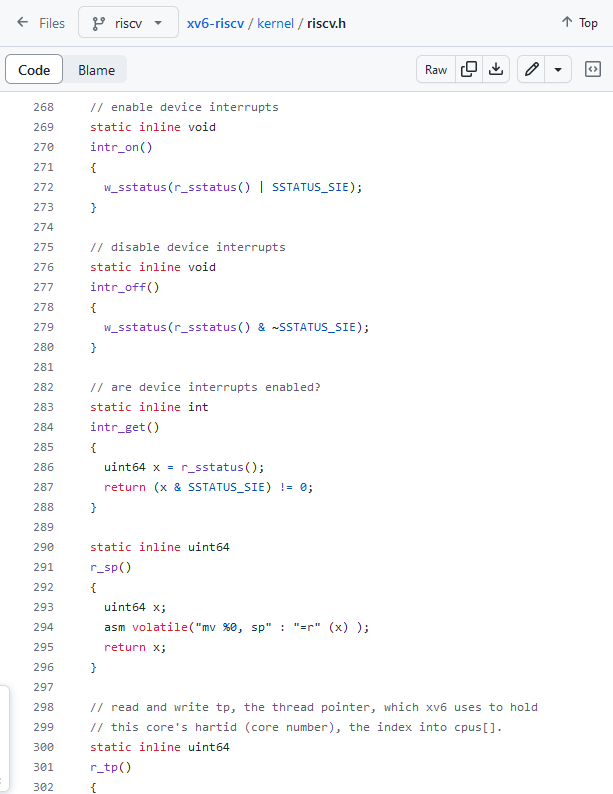 Files riscv xv6-riscv / kernel / riscv.h Top
Code Blame Raw
268 // enable device interrupts
269 static inline void
270 intr_on()
271 {
272   w_sstatus(r_sstatus() | SSTATUS_SIE);
273 }
274
275 // disable device interrupts
276 static inline void
277 intr_off()
278 {
279   w_sstatus(r_sstatus() & ~SSTATUS_SIE);
280 }
281
282 // are device interrupts enabled?
283 static inline int
284 intr_get()
285 {
286   uint64 x = r_sstatus();
287   return (x & SSTATUS_SIE) != 0;
288 }
289
290 static inline uint64
291 r_sp()
292 {
293   uint64 x;
294   asm volatile("mv %0, sp" : "=r" (x) );
295   return x;
296 }
297
298 // read and write tp, the thread pointer, which xv6 uses to hold
299 // this core's hartid (core number), the index into cpus[].
300 static inline uint64
301 r_tp()
302 {